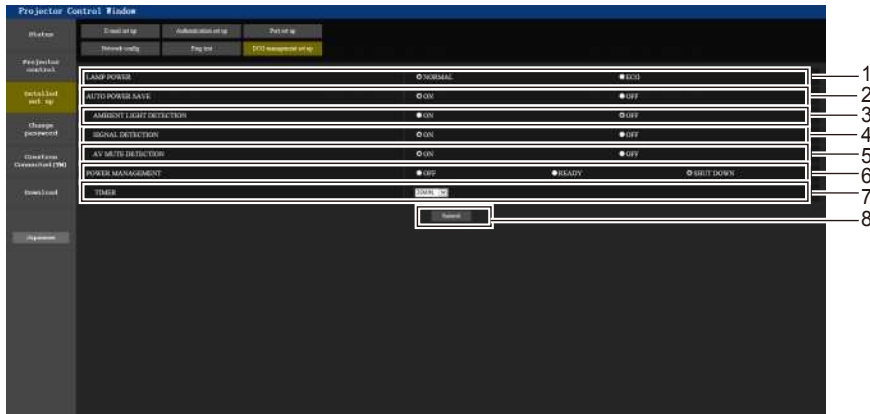 Projector Control Window
Status
E-mail set up Authentication set up Port set up
Network config Ping test ECO management set up
Projector control
Detailed set up
Change password
Crestron Connected(TM)
Download
LAMP POWER NORMAL ECO 1
AUTO POWER SAVE ON OFF 2
AMBIENT LIGHT DETECTION ON OFF 3
SIGNAL DETECTION ON OFF 4
AV MUTE DETECTION ON OFF 5
POWER MANAGEMENT OFF READY SHUT DOWN 6
TIMER 7
Submit 8
Japanese